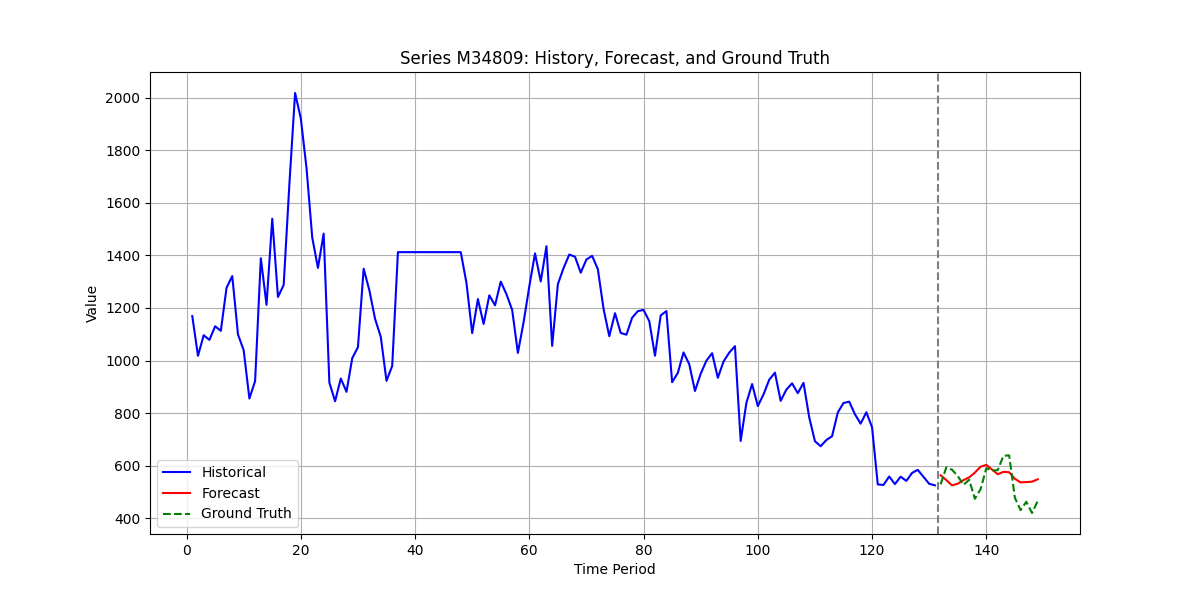 Series M34809: History, Forecast, and Ground Truth
Value
2000
1800
1600
1400
1200
1000
800
600
400
Historical
Forecast
Ground Truth
0 20 40 60 80 100 120 140
Time Period